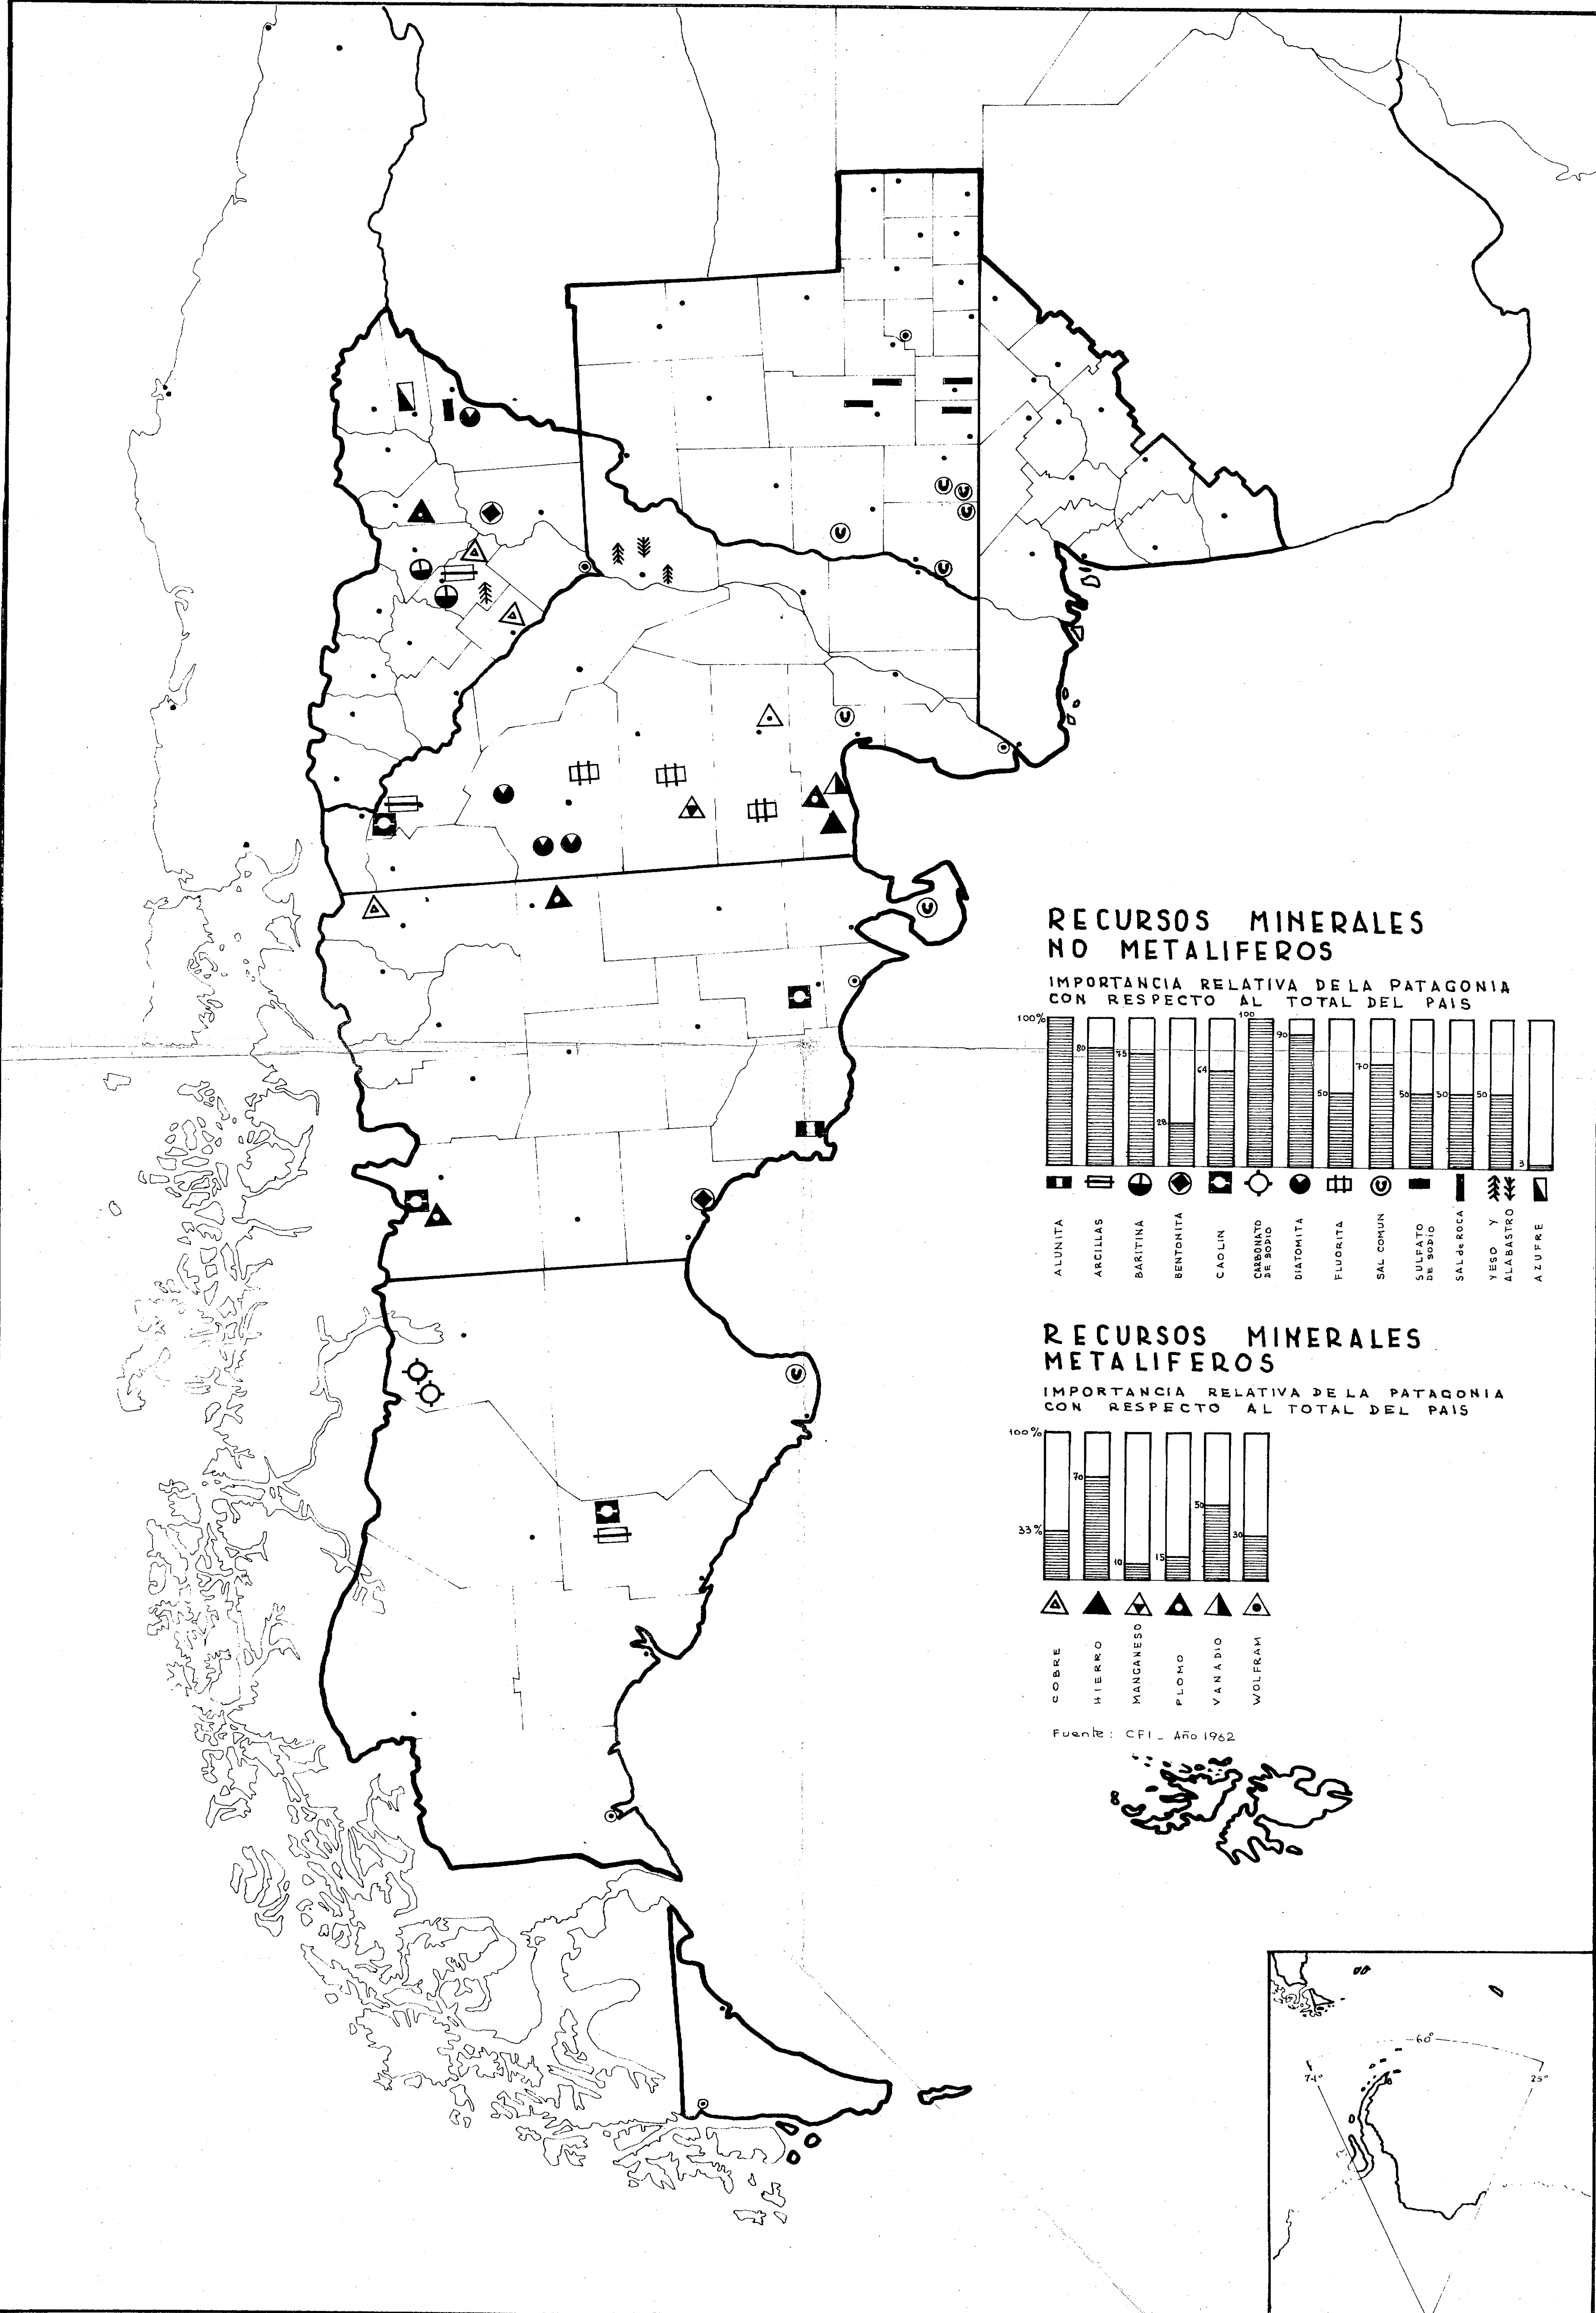 RECURSOS MINERALES
NO METALIFEROS
IMPORTANCIA RELATIVA DE LA PATAGONIA
CON RESPECTO AL TOTAL DEL PAIS
100%
80
75
28
64
100
90
50
70
50
50
50
3
ALUNITA
ARCILLAS
BARITINA
BENTONITA
CAOLIN
CARBONATO
DE SODIO
DIATOMITA
FLUORITA
SAL COMUN
SULFATO
DE SODIO
SAL de ROCA
YESO Y
ALABASTRO
AZUFRE
RECURSOS MINERALES
METALIFEROS
IMPORTANCIA RELATIVA DE LA PATAGONIA
CON RESPECTO AL TOTAL DEL PAIS
100%
33%
70
10
15
50
30
COBRE
HIERRO
MANGANESO
PLOMO
VANADIO
WOLFRAM
Fuente: CFI _ Año 1962
60°
74°
25°